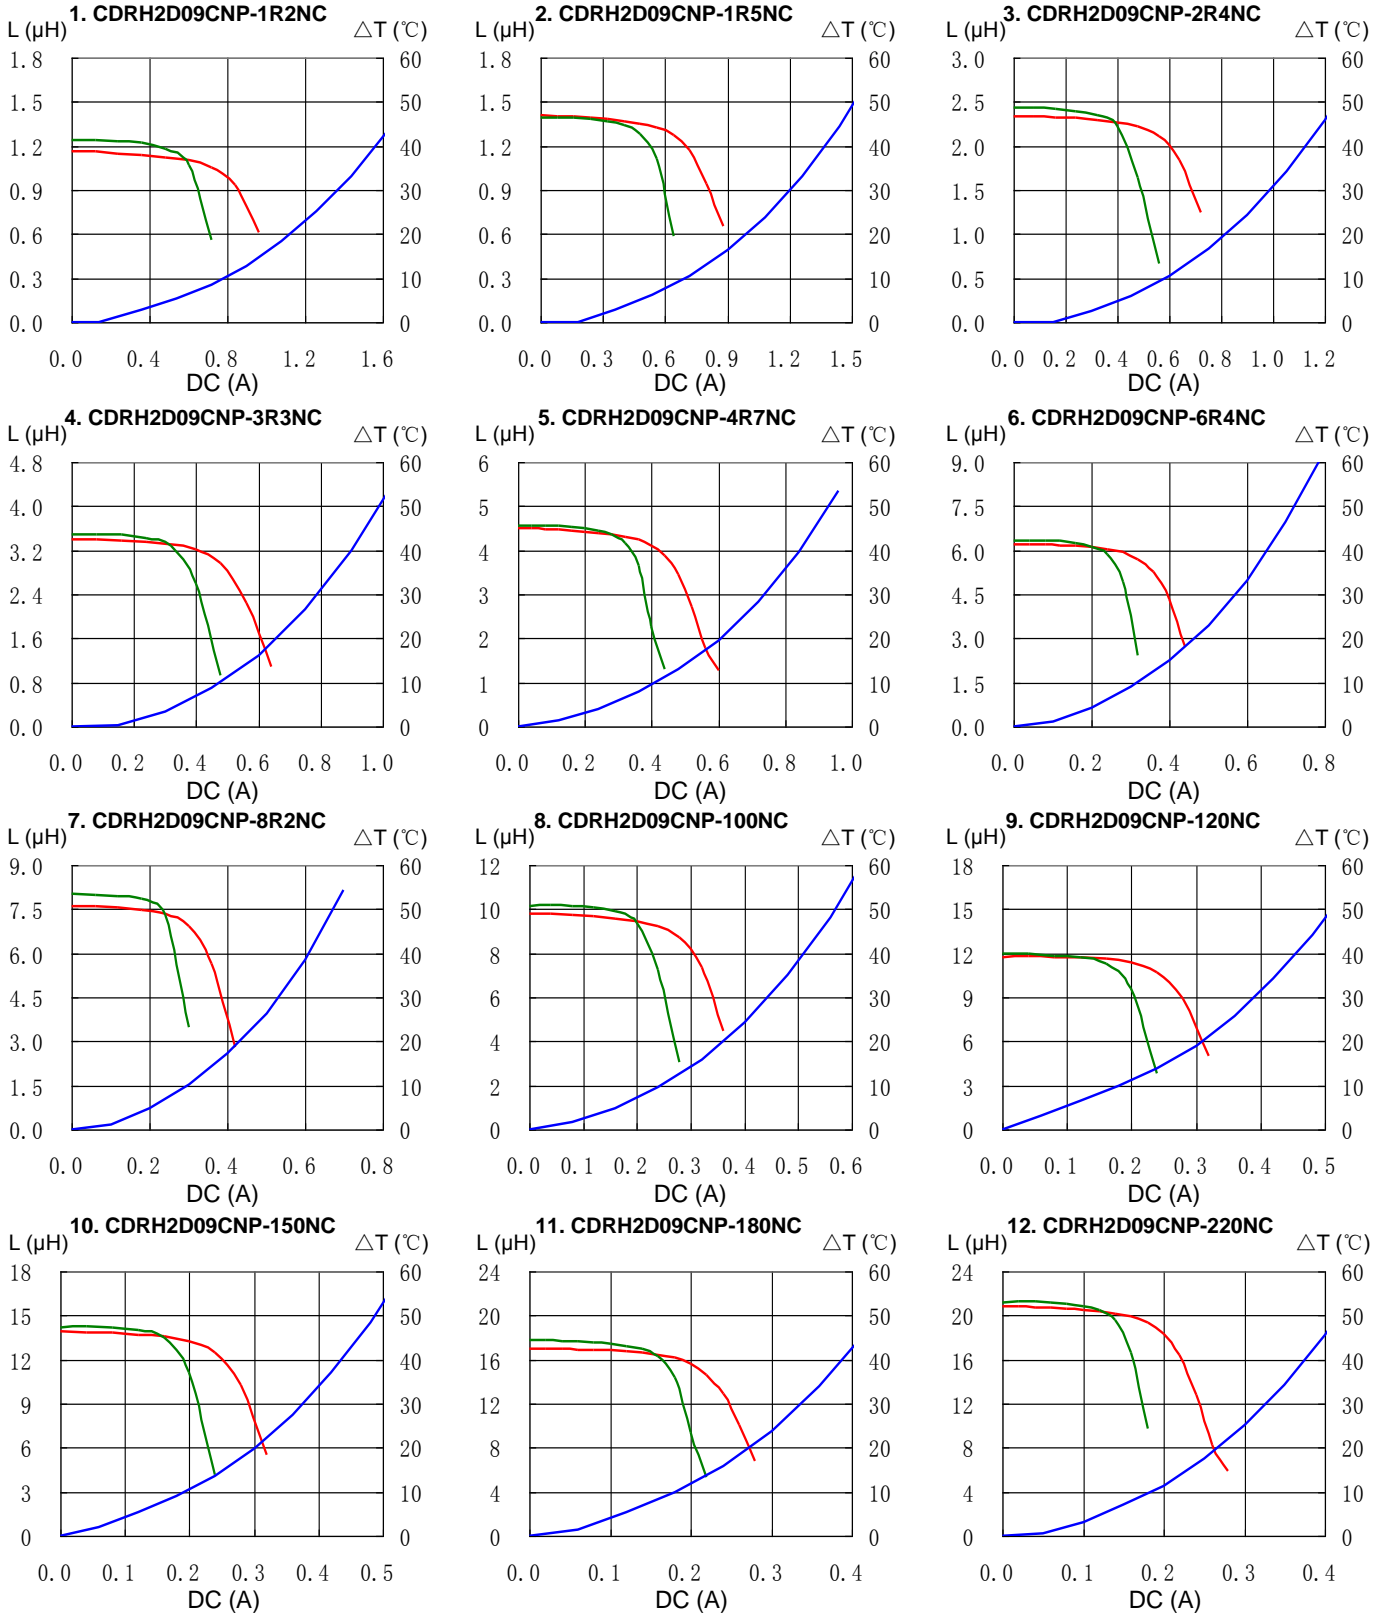 1. CDRH2D09CNP-1R2NC
L (μH) △T (℃)
1.8 60
1.5 50
1.2 40
0.9 30
0.6 20
0.3 10
0.0 0
0.0 0.4 0.8 1.2 1.6
DC (A)
2. CDRH2D09CNP-1R5NC
L (μH) △T (℃)
1.8 60
1.5 50
1.2 40
0.9 30
0.6 20
0.3 10
0.0 0
0.0 0.3 0.6 0.9 1.2 1.5
DC (A)
3. CDRH2D09CNP-2R4NC
L (μH) △T (℃)
3.0 60
2.5 50
2.0 40
1.5 30
1.0 20
0.5 10
0.0 0
0.0 0.2 0.4 0.6 0.8 1.0 1.2
DC (A)
4. CDRH2D09CNP-3R3NC
L (μH) △T (℃)
4.8 60
4.0 50
3.2 40
2.4 30
1.6 20
0.8 10
0.0 0
0.0 0.2 0.4 0.6 0.8 1.0
DC (A)
5. CDRH2D09CNP-4R7NC
L (μH) △T (℃)
6 60
5 50
4 40
3 30
2 20
1 10
0 0
0.0 0.2 0.4 0.6 0.8 1.0
DC (A)
6. CDRH2D09CNP-6R4NC
L (μH) △T (℃)
9.0 60
7.5 50
6.0 40
4.5 30
3.0 20
1.5 10
0.0 0
0.0 0.2 0.4 0.6 0.8
DC (A)
7. CDRH2D09CNP-8R2NC
L (μH) △T (℃)
9.0 60
7.5 50
6.0 40
4.5 30
3.0 20
1.5 10
0.0 0
0.0 0.2 0.4 0.6 0.8
DC (A)
8. CDRH2D09CNP-100NC
L (μH) △T (℃)
12 60
10 50
8 40
6 30
4 20
2 10
0 0
0.0 0.1 0.2 0.3 0.4 0.5 0.6
DC (A)
9. CDRH2D09CNP-120NC
L (μH) △T (℃)
18 60
15 50
12 40
9 30
6 20
3 10
0 0
0.0 0.1 0.2 0.3 0.4 0.5
DC (A)
10. CDRH2D09CNP-150NC
L (μH) △T (℃)
18 60
15 50
12 40
9 30
6 20
3 10
0 0
0.0 0.1 0.2 0.3 0.4 0.5
DC (A)
11. CDRH2D09CNP-180NC
L (μH) △T (℃)
24 60
20 50
16 40
12 30
8 20
4 10
0 0
0.0 0.1 0.2 0.3 0.4
DC (A)
12. CDRH2D09CNP-220NC
L (μH) △T (℃)
24 60
20 50
16 40
12 30
8 20
4 10
0 0
0.0 0.1 0.2 0.3 0.4
DC (A)